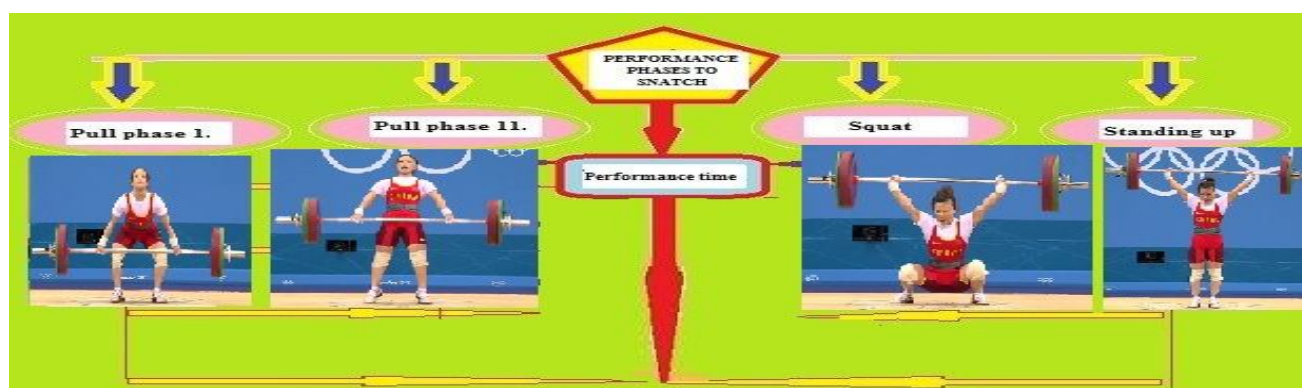 PERFORMANCE
PHASES TO
SNATCH
Pull phase 1.
Pull phase 11.
Squat
Standing up
Performance time